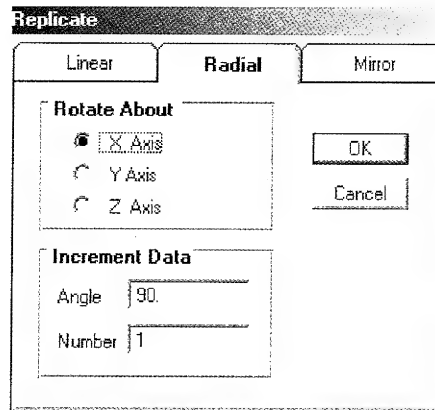 Replicate
Linear Radial Mirror
Rotate About
X Axis
Y Axis
Z Axis
OK
Cancel
Increment Data
Angle 90.
Number 1